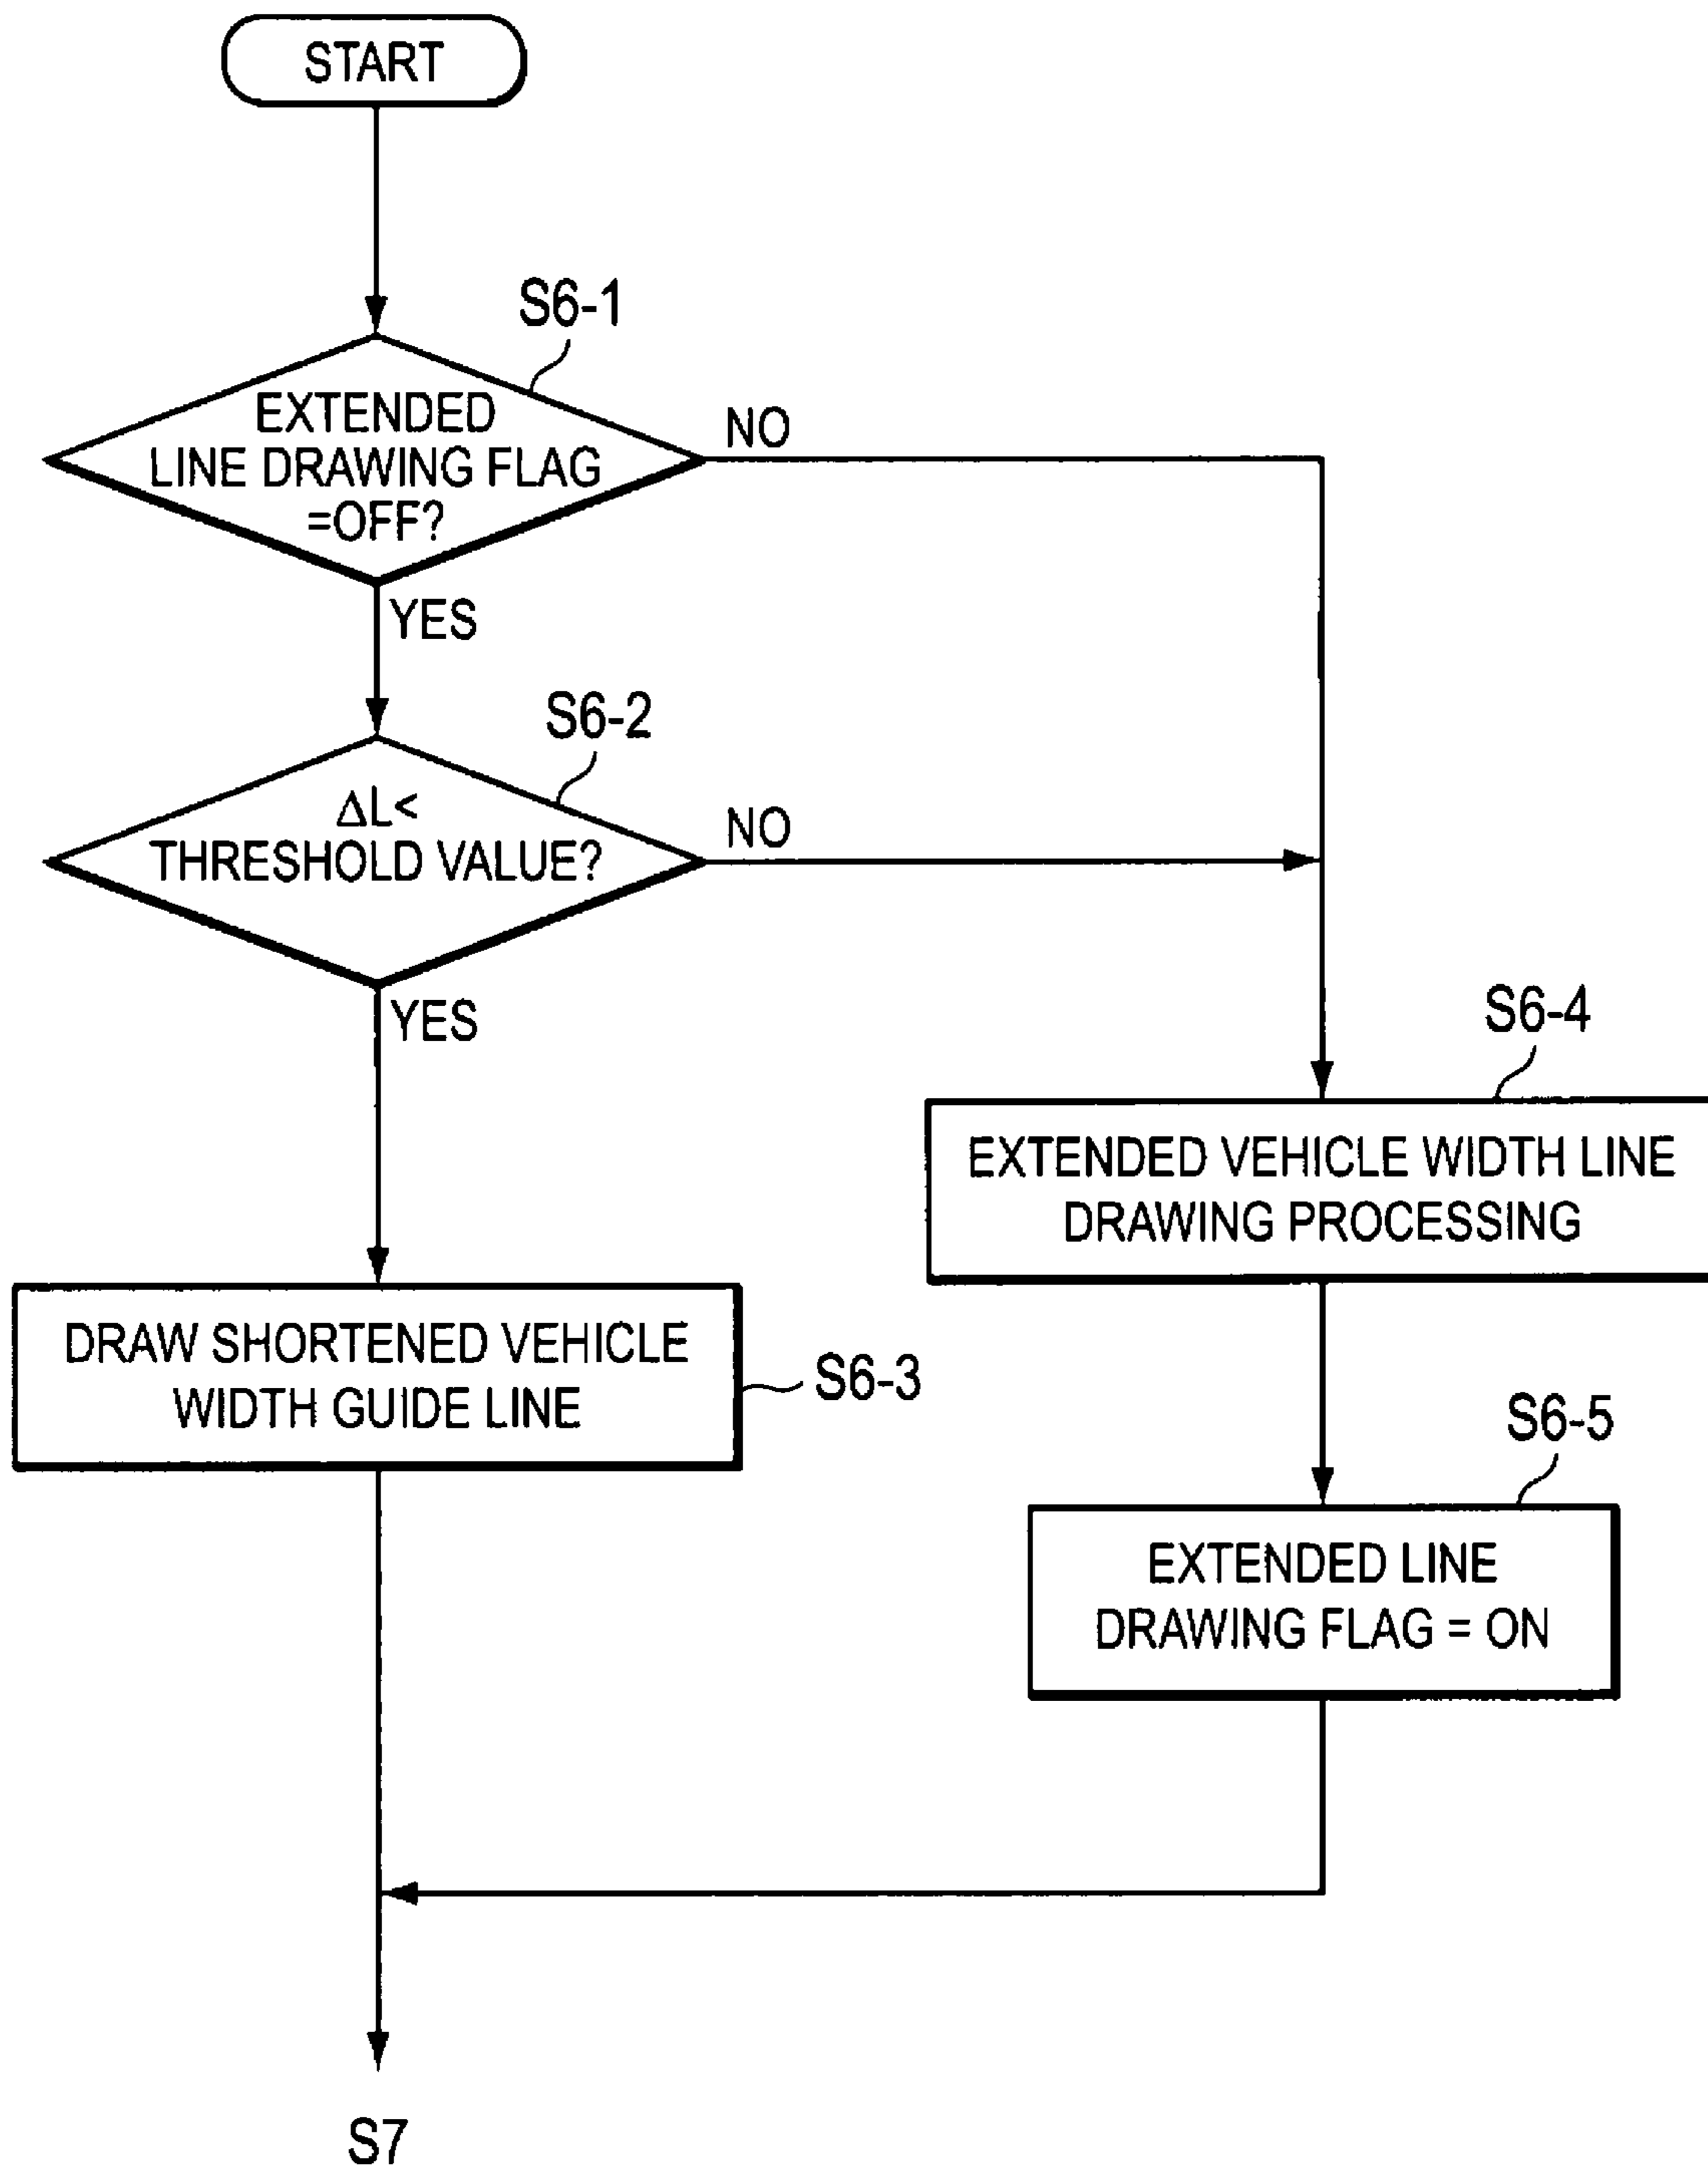 START
S6-1
EXTENDED
LINE DRAWING FLAG
=OFF?
NO
YES
S6-2
ΔL<
THRESHOLD VALUE?
NO
YES
S6-4
EXTENDED VEHICLE WIDTH LINE
DRAWING PROCESSING
DRAW SHORTENED VEHICLE
WIDTH GUIDE LINE
S6-3
S6-5
EXTENDED LINE
DRAWING FLAG = ON
S7